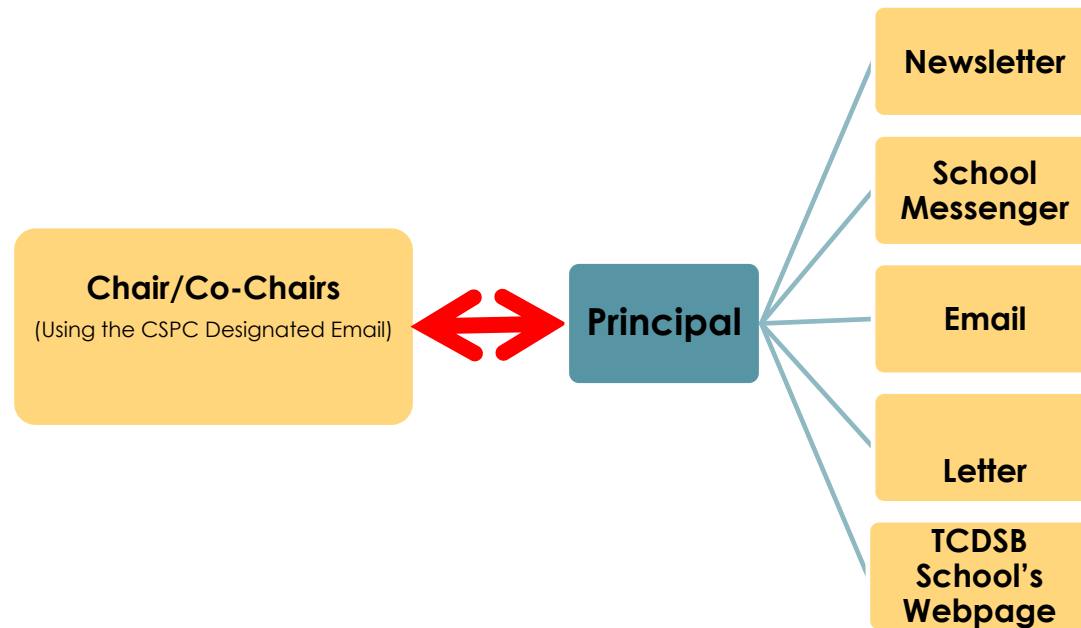 Newsletter
School
Messenger
Chair/Co-Chairs
(Using the CSPC Designated Email)
Principal
Email
Letter
TCDSB
School’s
Webpage